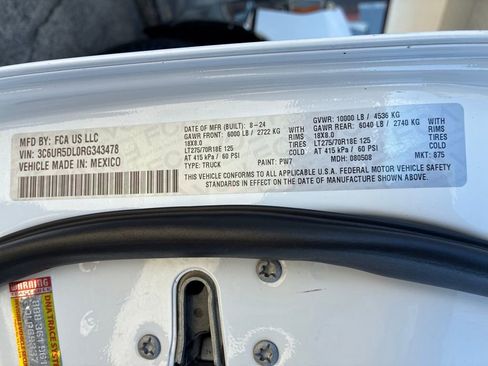 MFD BY: FCA US LLC
VIN: 3C6UR5DL0RG343478
VEHICLE MADE IN: MEXICO
DATE OF MFR (BUILT): 8-24
GAWR FRONT: 6000 LB / 2722 KG WITH
18X8.0 RIMS
LT275/70R18E 125 TIRES
AT 415 kPa / 60 PSI
TYPE: TRUCK PAINT: PW7
GVWR: 10000 LB / 4536 KG
GAWR REAR: 6040 LB / 2740 KG WITH
18X8.0 RIMS
LT275/70R18E 125 TIRES
AT 415 kPa / 60 PSI
MDH: 080508 MKT: 875
THIS VEHICLE CONFORMS TO ALL APPLICABLE U.S.A. FEDERAL MOTOR VEHICLE
SAFETY STANDARDS IN EFFECT ON THE DATE OF MANUFACTURE SHOWN ABOVE.
WARNING
DNA TRACE SYSTEM